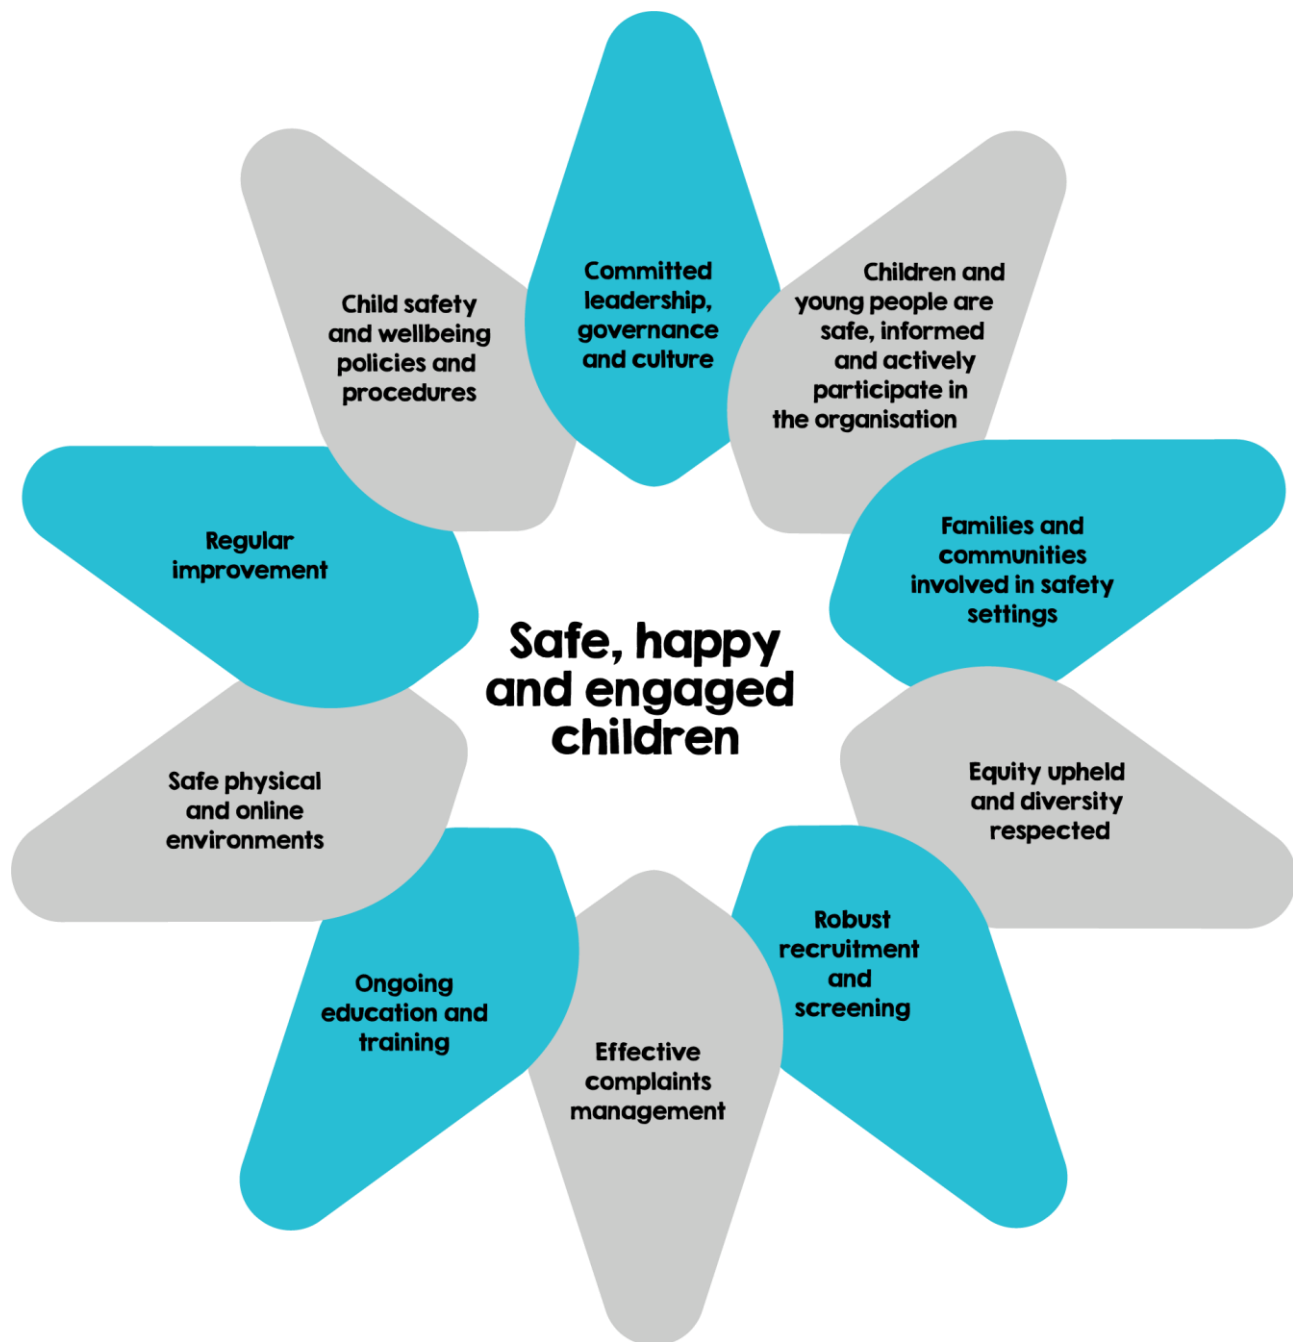 Committed
leadership,
governance
and culture
Children and
young people are
safe, informed
and actively
participate in
the organisation
Families and
communities
involved in safety
settings
Equity upheld
and diversity
respected
Robust
recruitment
and
screening
Effective
complaints
management
Ongoing
education and
training
Safe physical
and online
environments
Regular
improvement
Child safety
and wellbeing
policies and
procedures
Safe, happy
and engaged
children